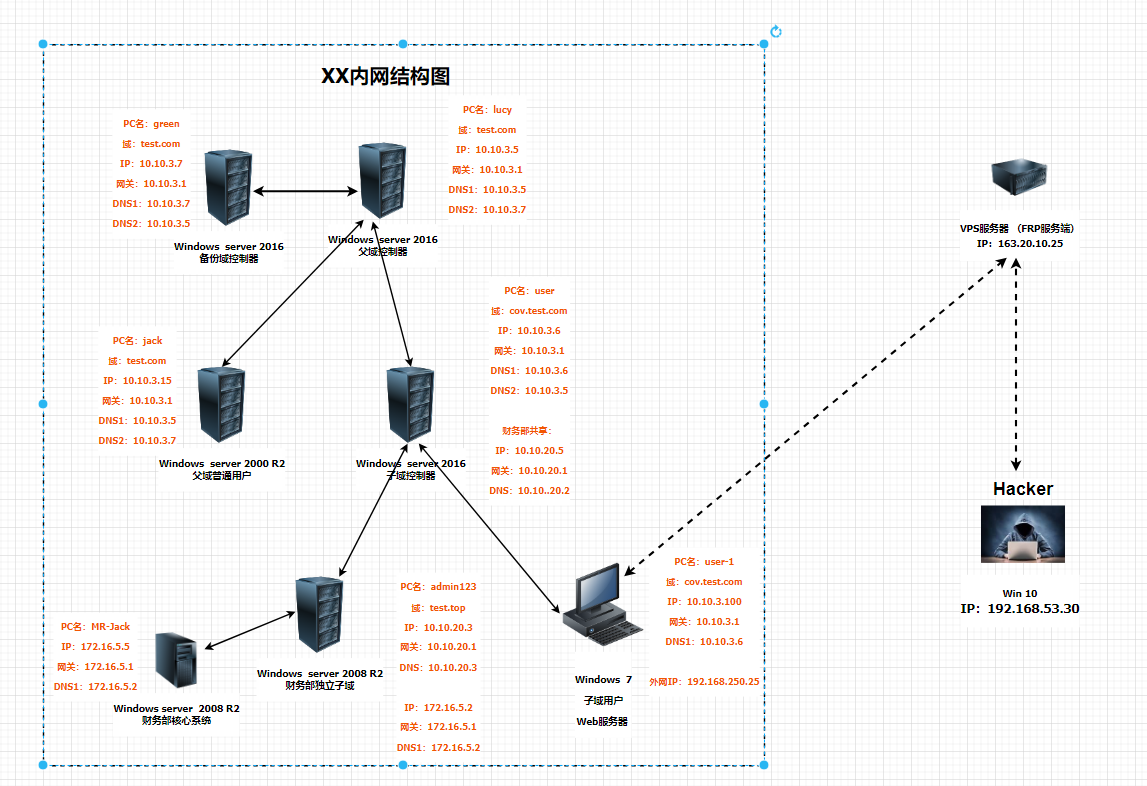 XX内网结构图
PC名：green
域：test.com
IP：10.10.3.7
网关：10.10.3.1
DNS1：10.10.3.7
DNS2：10.10.3.5
Windows server 2016
备份域控制器
PC名：lucy
域：test.com
IP：10.10.3.5
网关：10.10.3.1
DNS1：10.10.3.5
DNS2：10.10.3.7
Windows server 2016
父域控制器
VPS服务器 （FRP服务端）
IP：163.20.10.25
PC名：jack
域：test.com
IP：10.10.3.15
网关：10.10.3.1
DNS1：10.10.3.5
DNS2：10.10.3.7
Windows server 2000 R2
父域普通用户
PC名：user
域：cov.test.com
IP：10.10.3.6
网关：10.10.3.1
DNS1：10.10.3.6
DNS2：10.10.3.5
财务部共享：
IP：10.10.20.5
网关：10.10.20.1
DNS：10.10..20.2
Windows server 2016
子域控制器
Hacker
Win 10
IP：192.168.53.30
PC名：MR-Jack
IP：172.16.5.5
网关：172.16.5.1
DNS1：172.16.5.2
Windows server 2008 R2
财务部核心系统
Windows server 2008 R2
财务部独立子域
PC名：admin123
域：test.top
IP：10.10.20.3
网关：10.10.20.1
DNS：10.10.20.3
IP：172.16.5.2
网关：172.16.5.1
DNS1：172.16.5.2
Windows 7
子域用户
Web服务器
PC名：user-1
域：cov.test.com
IP：10.10.3.100
网关：10.10.3.1
DNS1：10.10.3.6
外网IP：192.168.250.25